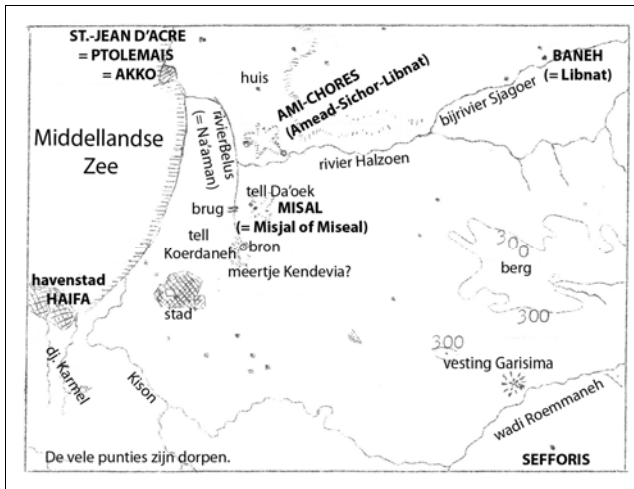 ST.-JEAN D'ACRE
= PTOLEMAIS
= AKKO
huis
BANEH
(= Libnat)
AMI-CHORES
(Amead-Sichor-Libnat)
bijrivier Sjagoer
Middellandse
Zee
rivierBelus
(= Na'aman)
rivier Halzoen
tell Da'oek
brug =
MISAL
(= Misjal of Miseal)
tell
Koerdaneh
bron
meertje Kendevia?
300
berg
300
300
havenstad
HAIFA
stad
dj. Karmel
Kison
vesting Garisima
wadi Roemmaneh
De vele puntjes zijn dorpen.
SEFFORIS